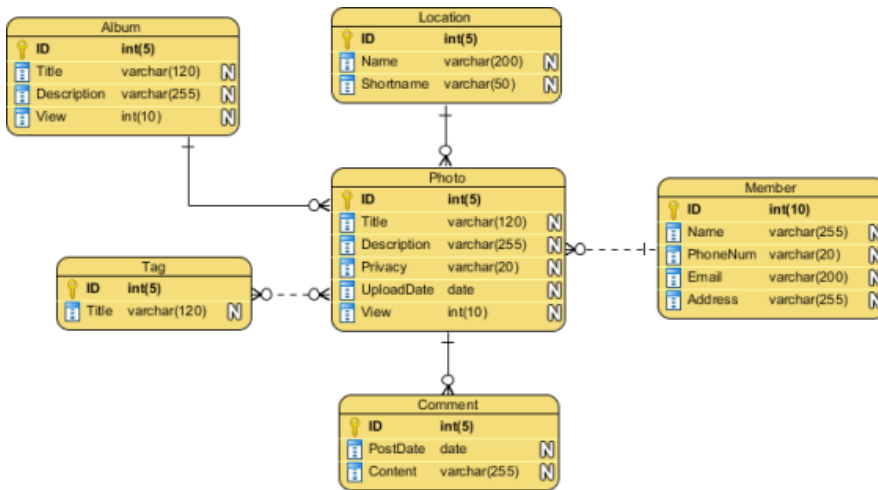 Album
ID int(5)
Title varchar(120) N
Description varchar(255) N
View int(10) N
Location
ID int(5)
Name varchar(200) N
Shortname varchar(50) N
Photo
ID int(5)
Title varchar(120) N
Description varchar(255) N
Privacy varchar(20) N
UploadDate date N
View int(10) N
Member
ID int(10)
Name varchar(255) N
PhoneNum varchar(20) N
Email varchar(200) N
Address varchar(255) N
Tag
ID int(5)
Title varchar(120) N
Comment
ID int(5)
PostDate date N
Content varchar(255) N